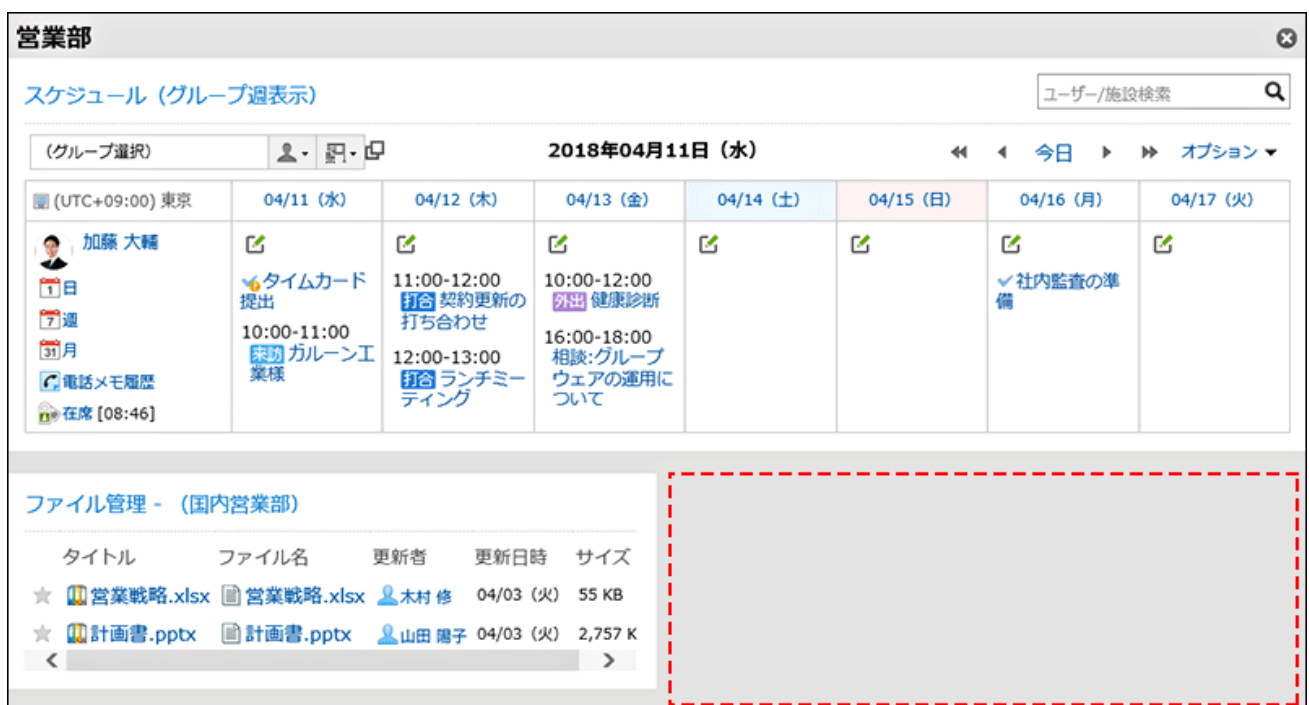 営業部
スケジュール（グループ週表示）
ユーザー/施設検索
（グループ選択）
2018年04月11日（水）
今日
オプション
(UTC+09:00) 東京
04/11（水）
04/12（木）
04/13（金）
04/14（土）
04/15（日）
04/16（月）
04/17（火）
加藤 大輔
1日
7週
31月
電話メモ履歴
在席 [08:46]
タイムカード
提出
10:00-11:00
来訪 ガルーン工
業様
11:00-12:00
打合 契約更新の
打ち合わせ
12:00-13:00
打合 ランチミー
ティング
10:00-12:00
外出 健康診断
16:00-18:00
相談:グループ
ウェアの運用に
ついて
社内監査の準
備
ファイル管理 - （国内営業部）
タイトル ファイル名 更新者 更新日時 サイズ
営業戦略.xlsx 営業戦略.xlsx 木村 修 04/03（火） 55 KB
計画書.pptx 計画書.pptx 山田 陽子 04/03（火） 2,757 K